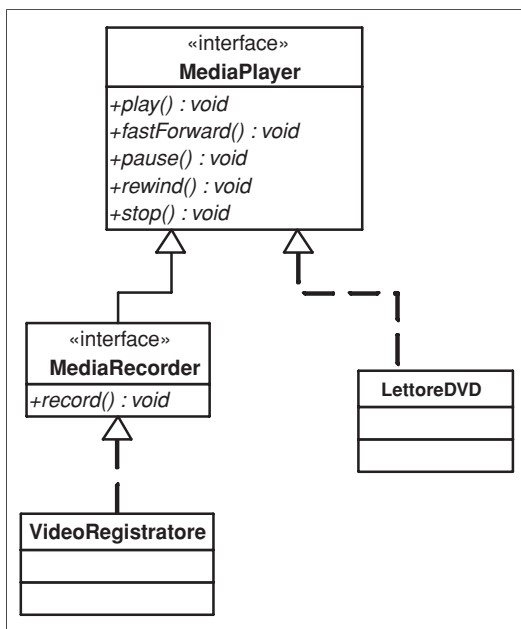 «interface»
MediaPlayer
+play() : void
+fastForward() : void
+pause() : void
+rewind() : void
+stop() : void
«interface»
MediaRecorder
+record() : void
LettoreDVD
VideoRegistratore